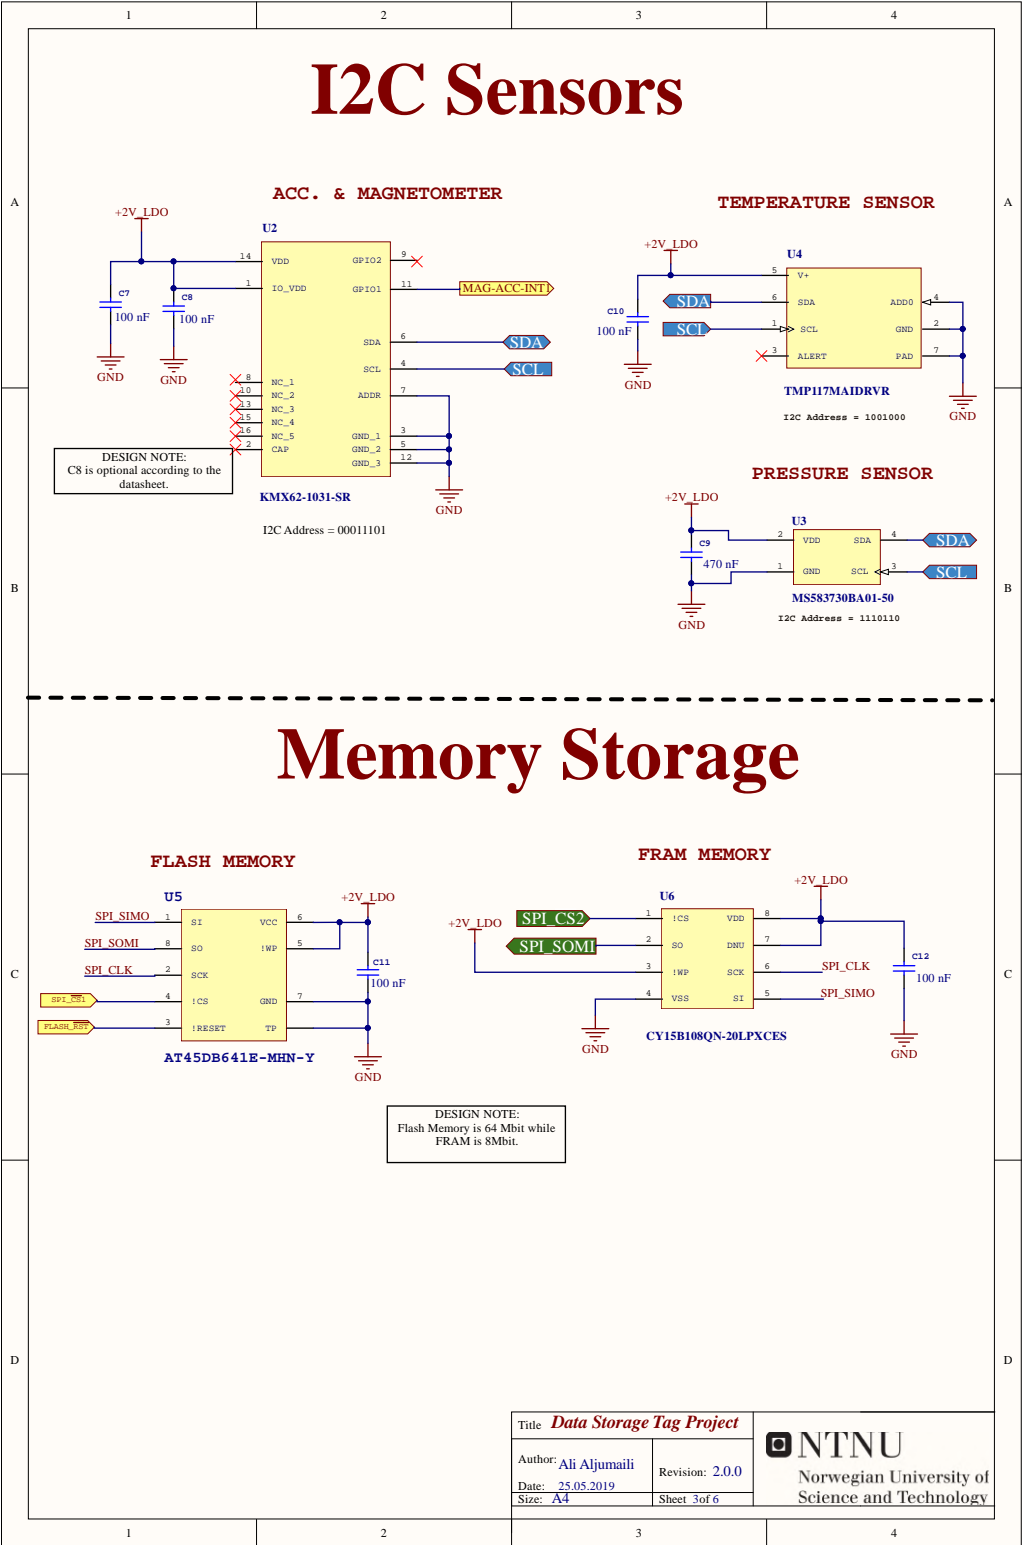 1 2 3 4
I2C Sensors
A A
ACC. & MAGNETOMETER
+2V_LDO
U2
14 VDD GPIO2 9
1 IO_VDD GPIO1 11 MAG-ACC-INT1
C7 C8
100 nF 100 nF
GND GND
SDA 6 SDA
SCL 4 SCL
8 NC_1 ADDR 7
10 NC_2
13 NC_3
15 NC_4 GND_1 3
16 NC_5 GND_2 5
2 CAP GND_3 12
GND
KMX62-1031-SR
I2C Address = 00011101
DESIGN NOTE:
C8 is optional according to the
datasheet.
TEMPERATURE SENSOR
+2V_LDO
U4
5 V+
SDA 6 SDA ADD0 4
SCL 1 SCL GND 2
3 ALERT PAD 7
C10
100 nF
GND GND
TMP117MAIDRVR
I2C Address = 1001000
PRESSURE SENSOR
+2V_LDO
U3
2 VDD SDA 4 SDA
1 GND SCL 3 SCL
C9
470 nF
GND
MS583730BA01-50
I2C Address = 1110110
B B
Memory Storage
FLASH MEMORY
U5
+2V_LDO
SPI_SIMO 1 SI VCC 6
SPI_SOMI 8 SO !WP 5
SPI_CLK 2 SCK
SPI_CS1 4 !CS GND 7
FLASH_RST 3 !RESET TP
C11
100 nF
GND
AT45DB641E-MHN-Y
FRAM MEMORY
+2V_LDO
U6
+2V_LDO
SPI_CS2 1 !CS VDD 8
SPI_SOMI 2 SO DNU 7
3 !WP SCK 6 SPI_CLK
4 VSS SI 5 SPI_SIMO
C12
100 nF
GND GND
CY15B108QN-20LPXCES
C C
DESIGN NOTE:
Flash Memory is 64 Mbit while
FRAM is 8Mbit.
D D
Title Data Storage Tag Project
Author: Ali Aljumaili
Revision: 2.0.0
Date: 25.05.2019
Size: A4 Sheet 3 of 6
NTNU
Norwegian University of
Science and Technology
1 2 3 4